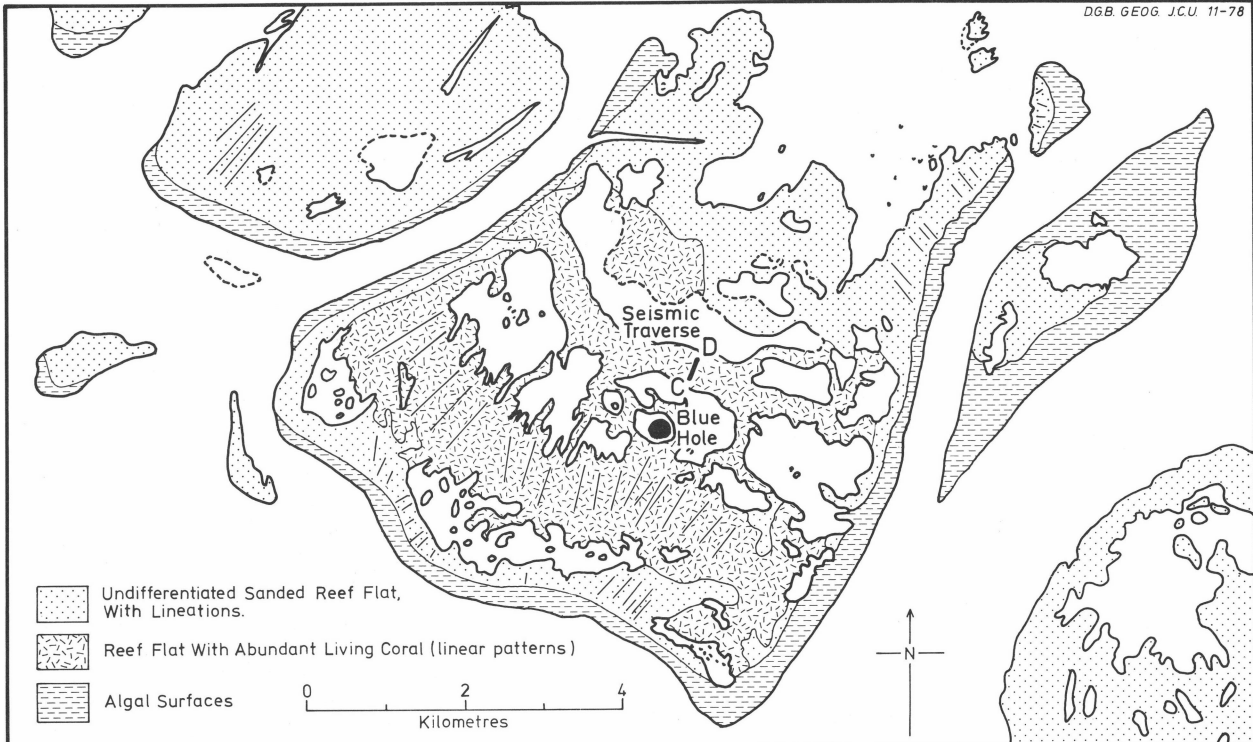 D.G.B. GEOG. J.C.U. 11-78
Seismic
Traverse
D
C
Blue
Hole
Undifferentiated Sanded Reef Flat,
With Lineations.
Reef Flat With Abundant Living Coral (linear patterns)
Algal Surfaces
0 2 4
Kilometres
N